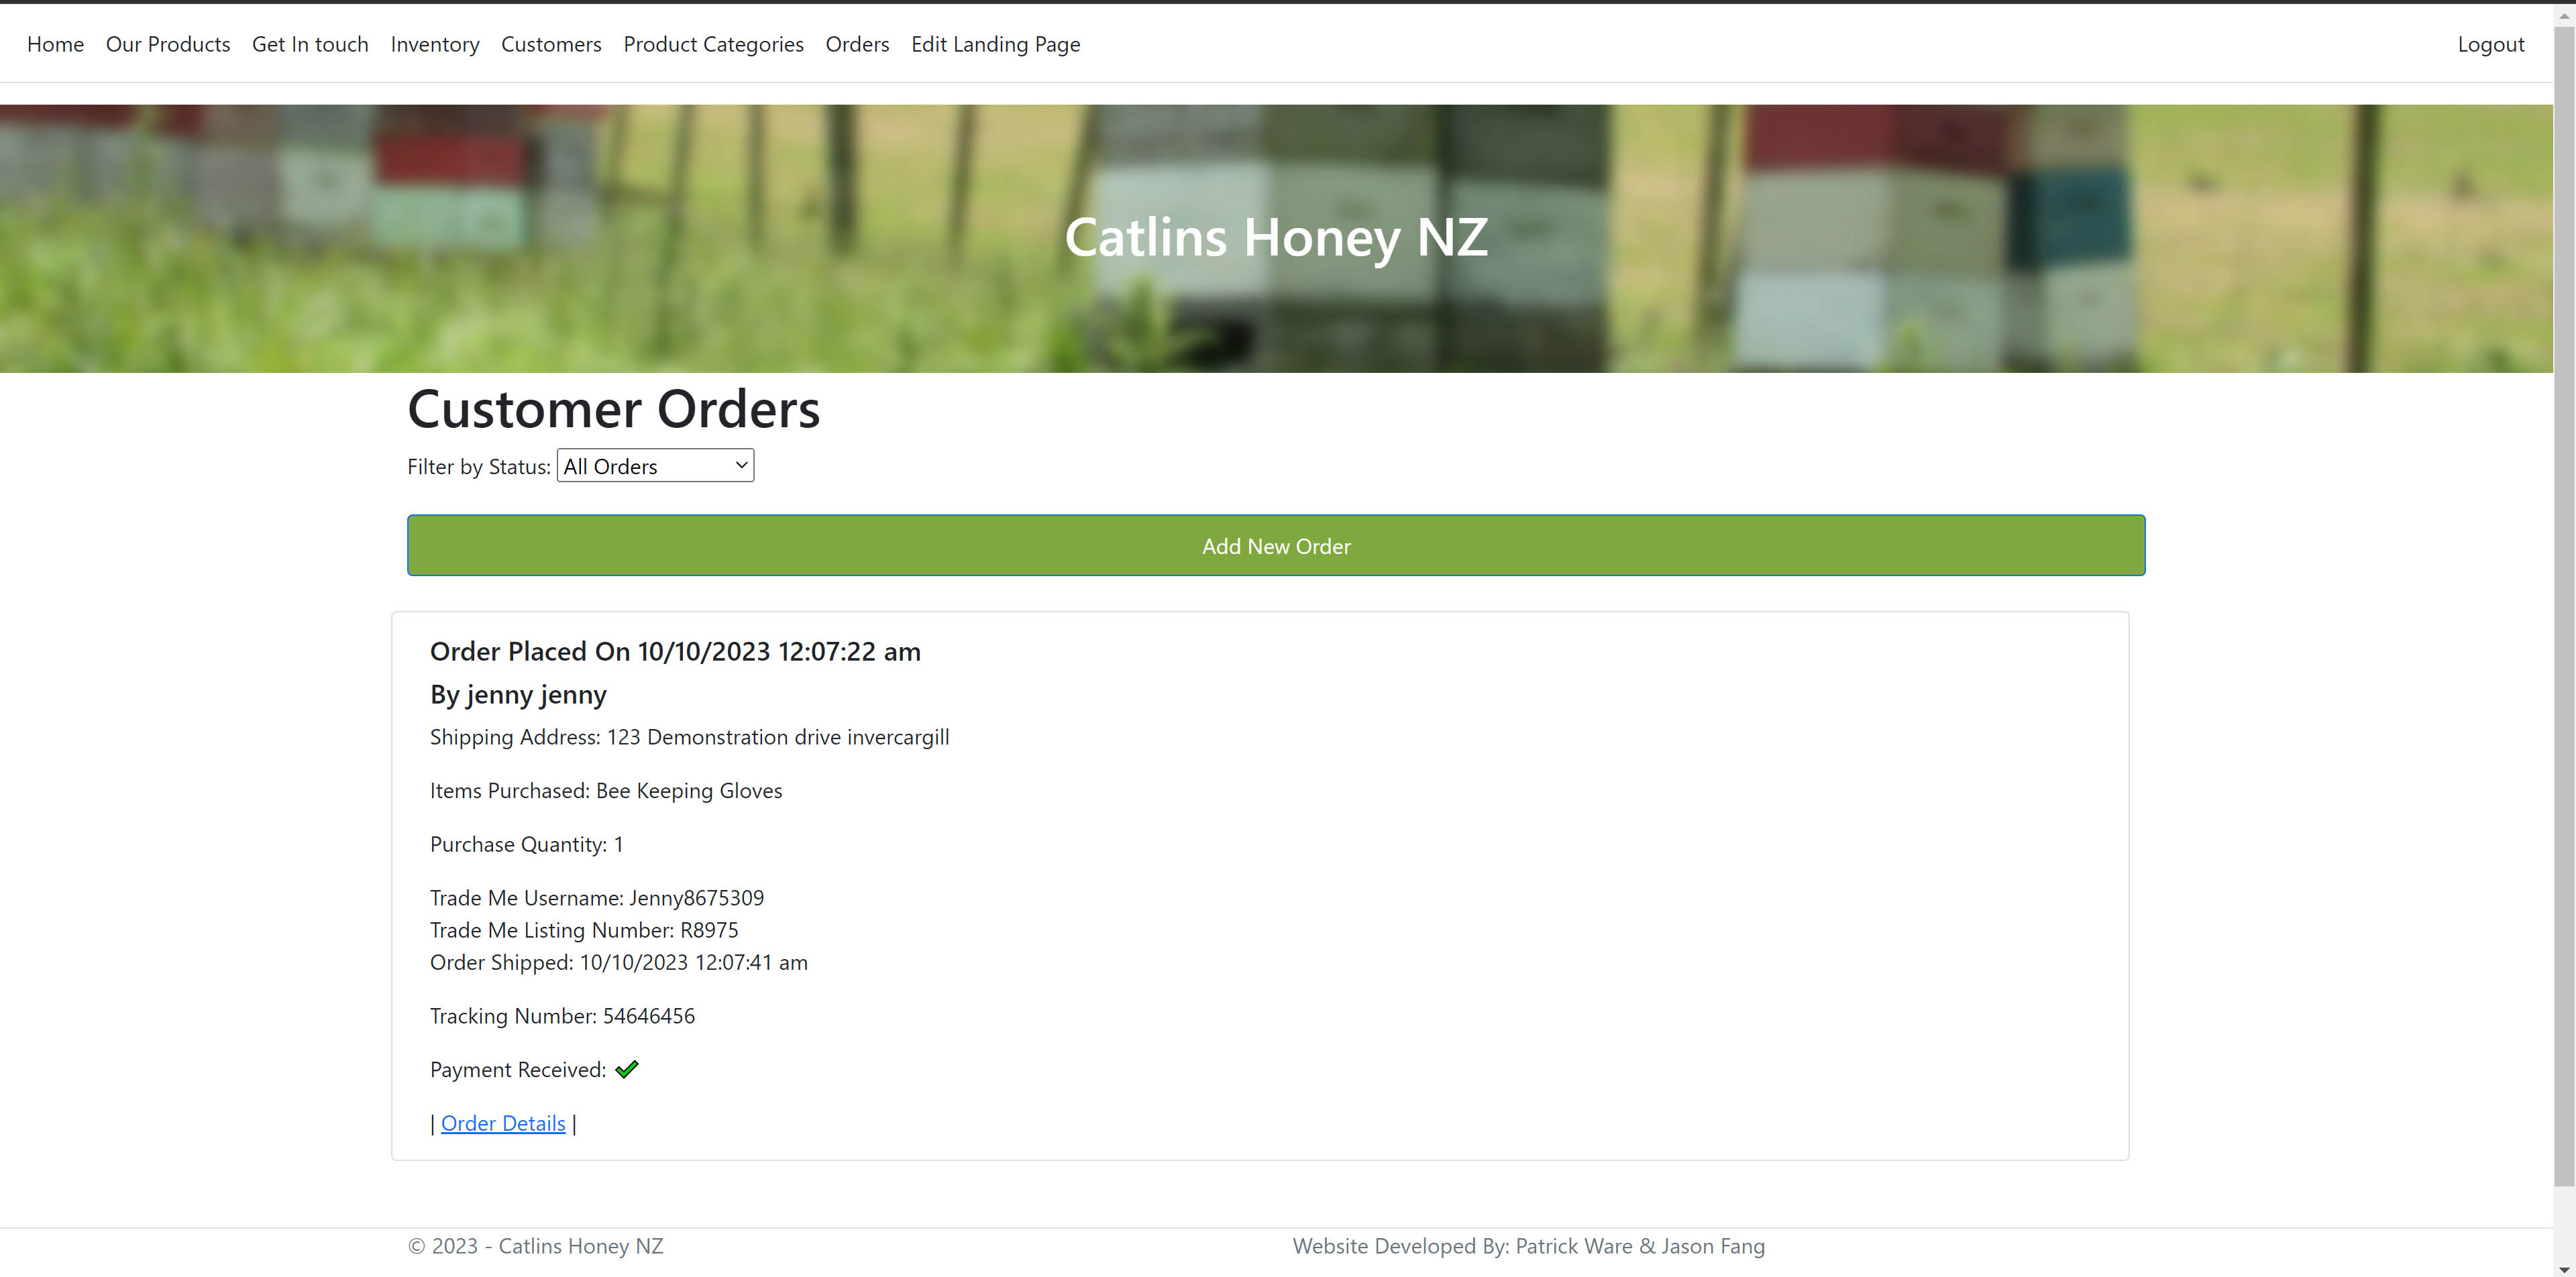 Home Our Products Get In touch Inventory Customers Product Categories Orders Edit Landing Page Logout
Catlins Honey NZ
Customer Orders
Filter by Status: All Orders
Add New Order
Order Placed On 10/10/2023 12:07:22 am
By jenny jenny
Shipping Address: 123 Demonstration drive invercargill
Items Purchased: Bee Keeping Gloves
Purchase Quantity: 1
Trade Me Username: Jenny8675309
Trade Me Listing Number: R8975
Order Shipped: 10/10/2023 12:07:41 am
Tracking Number: 54646456
Payment Received:
| Order Details |
© 2023 - Catlins Honey NZ Website Developed By: Patrick Ware & Jason Fang